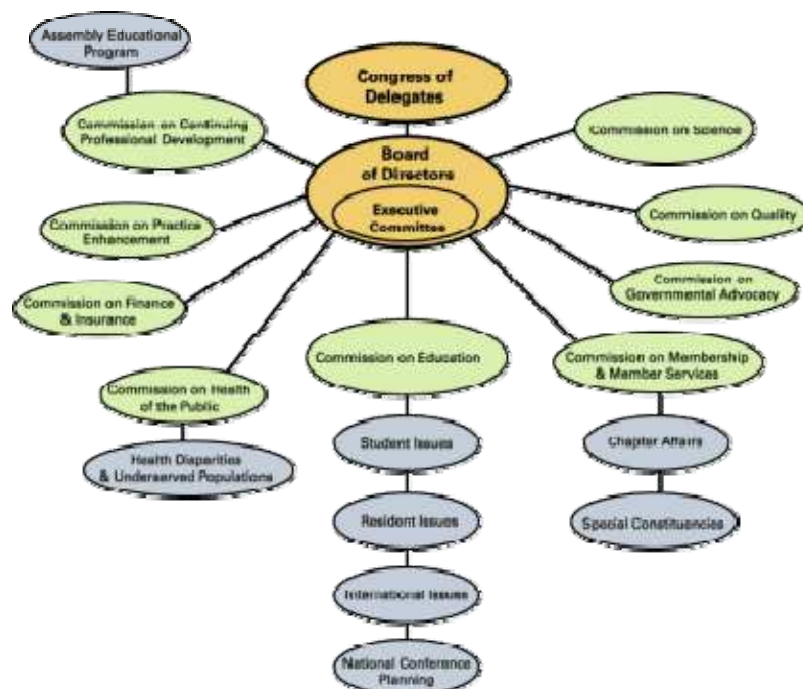 Assembly Educational
Program
Congress of
Delegates
Commission on Continuing
Professional Development
Commission on Science
Board
of Directors
Executive
Committee
Commission on Practice
Enhancement
Commission on Quality
Commission on Finance
& Insurance
Commission on
Governmental Advocacy
Commission on Education
Commission on Membership
& Member Services
Commission on Health
of the Public
Health Disparities
& Underserved Populations
Student Issues
Chapter Affairs
Resident Issues
Special Constituencies
International Issues
National Conference
Planning